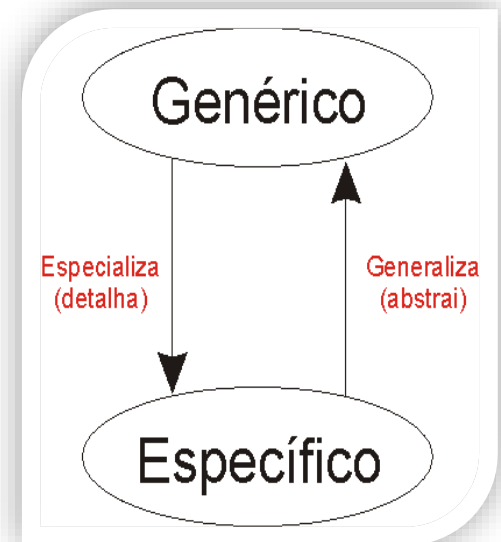 Genérico
Especializa
(detalha)
Generaliza
(abstrai)
Específico